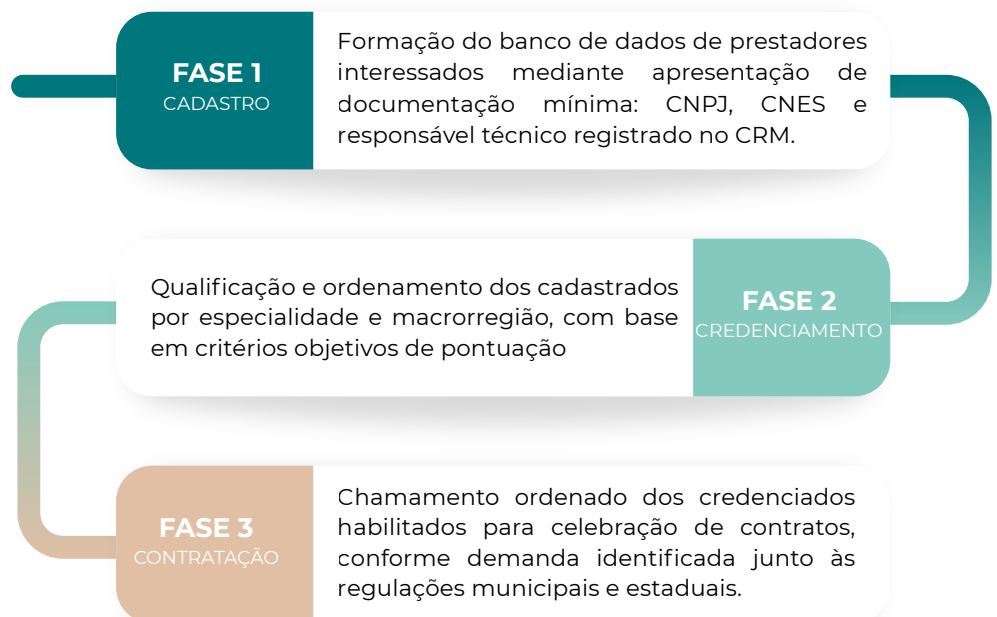 FASE 1
CADASTRO
Formação do banco de dados de prestadores
interessados mediante apresentação de
documentação mínima: CNPJ, CNES e
responsável técnico registrado no CRM.
Qualificação e ordenamento dos cadastrados
por especialidade e macrorregião, com base
em critérios objetivos de pontuação
FASE 2
CREDENCIAMENTO
FASE 3
CONTRATAÇÃO
Chamamento ordenado dos credenciados
habilitados para celebração de contratos,
conforme demanda identificada junto às
regulações municipais e estaduais.